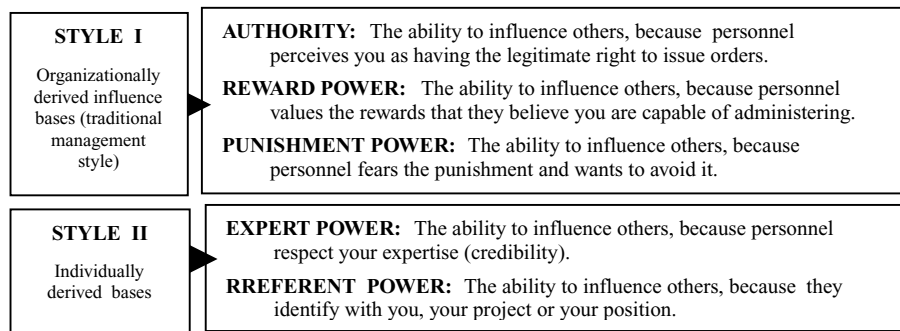 STYLE I
Organizationally
derived influence
bases (traditional
management
style)
AUTHORITY: The ability to influence others, because personnel
perceives you as having the legitimate right to issue orders.
REWARD POWER: The ability to influence others, because personnel
values the rewards that they believe you are capable of administering.
PUNISHMENT POWER: The ability to influence others, because
personnel fears the punishment and wants to avoid it.
STYLE II
Individually
derived bases
EXPERT POWER: The ability to influence others, because personnel
respect your expertise (credibility).
RREFERENT POWER: The ability to influence others, because they
identify with you, your project or your position.